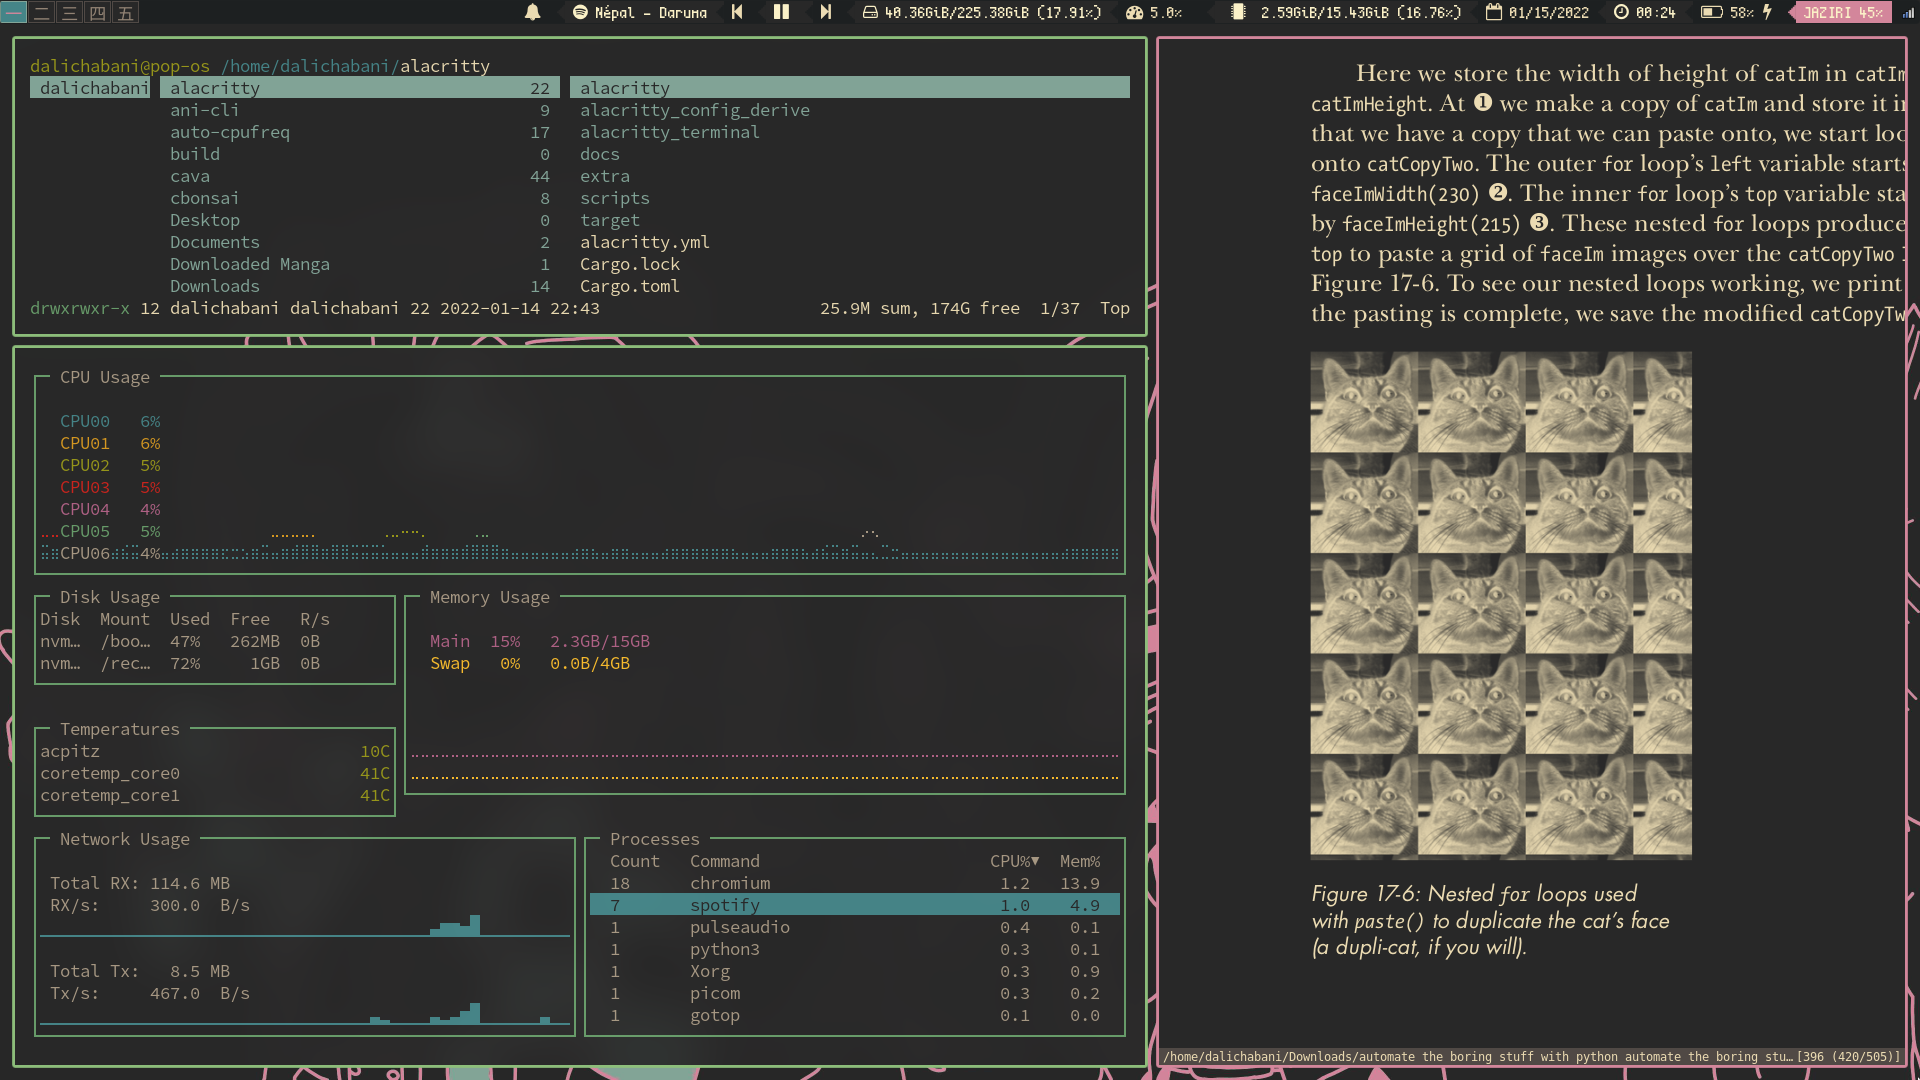 一 二 三 四 五
Népal - Daruma
40.36GiB/225.38GiB (17.91%)
5.0%
2.59GiB/15.43GiB (16.76%)
01/15/2022
00:24
58%
JAZIRI 45%
dalichabani@pop-os /home/dalichabani/alacritty
dalichabani alacritty 22 alacritty
ani-cli 9 alacritty_config_derive
auto-cpufreq 17 alacritty_terminal
build 0 docs
cava 44 extra
cbonsai 8 scripts
Desktop 0 target
Documents 2 alacritty.yml
Downloaded Manga 1 Cargo.lock
Downloads 14 Cargo.toml
drwxrwxr-x 12 dalichabani dalichabani 22 2022-01-14 22:43 25.9M sum, 174G free 1/37 Top
CPU Usage
CPU00 6%
CPU01 6%
CPU02 5%
CPU03 5%
CPU04 4%
CPU05 5%
CPU06 4%
Disk Usage
Disk Mount Used Free R/s
nvm… /boo… 47% 262MB 0B
nvm… /rec… 72% 1GB 0B
Memory Usage
Main 15% 2.3GB/15GB
Swap 0% 0.0B/4GB
Temperatures
acpitz 10C
coretemp_core0 41C
coretemp_core1 41C
Network Usage
Total RX: 114.6 MB
RX/s: 300.0 B/s
Total Tx: 8.5 MB
Tx/s: 467.0 B/s
Processes
Count Command CPU%▼ Mem%
18 chromium 1.2 13.9
7 spotify 1.0 4.9
1 pulseaudio 0.4 0.1
1 python3 0.3 0.1
1 Xorg 0.3 0.9
1 picom 0.3 0.2
1 gotop 0.1 0.0
Here we store the width of height of catIm in catIm
catImHeight. At ❶ we make a copy of catIm and store it in
that we have a copy that we can paste onto, we start loo
onto catCopyTwo. The outer for loop's left variable starts
faceImWidth(230) ❷. The inner for loop's top variable sta
by faceImHeight(215) ❸. These nested for loops produce
top to paste a grid of faceIm images over the catCopyTwo
Figure 17-6. To see our nested loops working, we print
the pasting is complete, we save the modified catCopyTw
Figure 17-6: Nested for loops used
with paste() to duplicate the cat's face
(a dupli-cat, if you will).
/home/dalichabani/Downloads/automate the boring stuff with python automate the boring stu…[396 (420/505)]